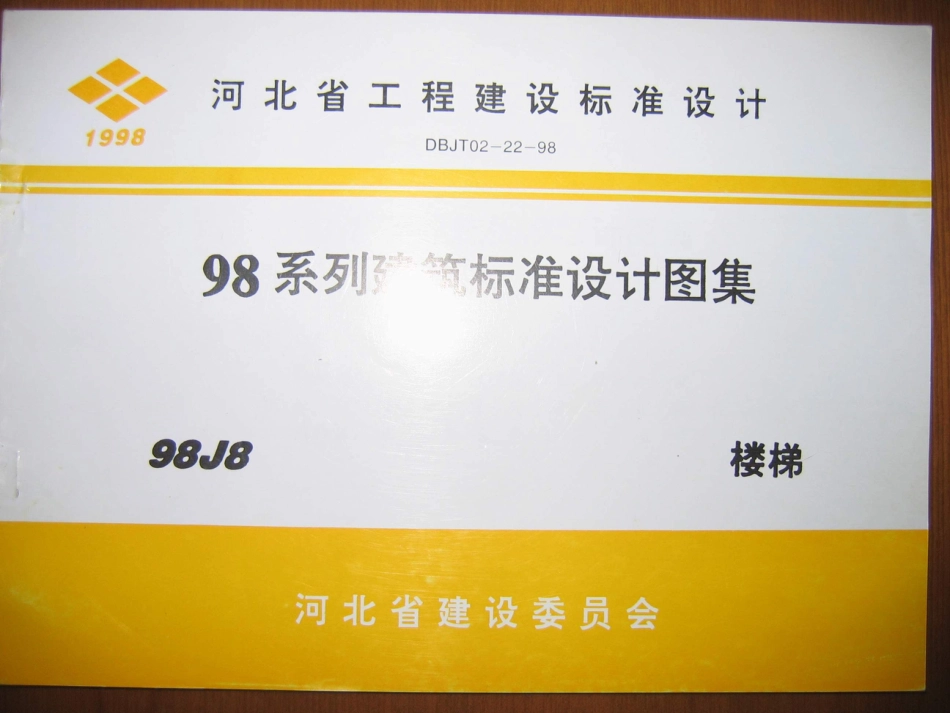 河北省工程建设标准设计
1998
DBJT02-22-98
98系列建筑标准设计图集
98J8
楼梯
河北省建设委员会